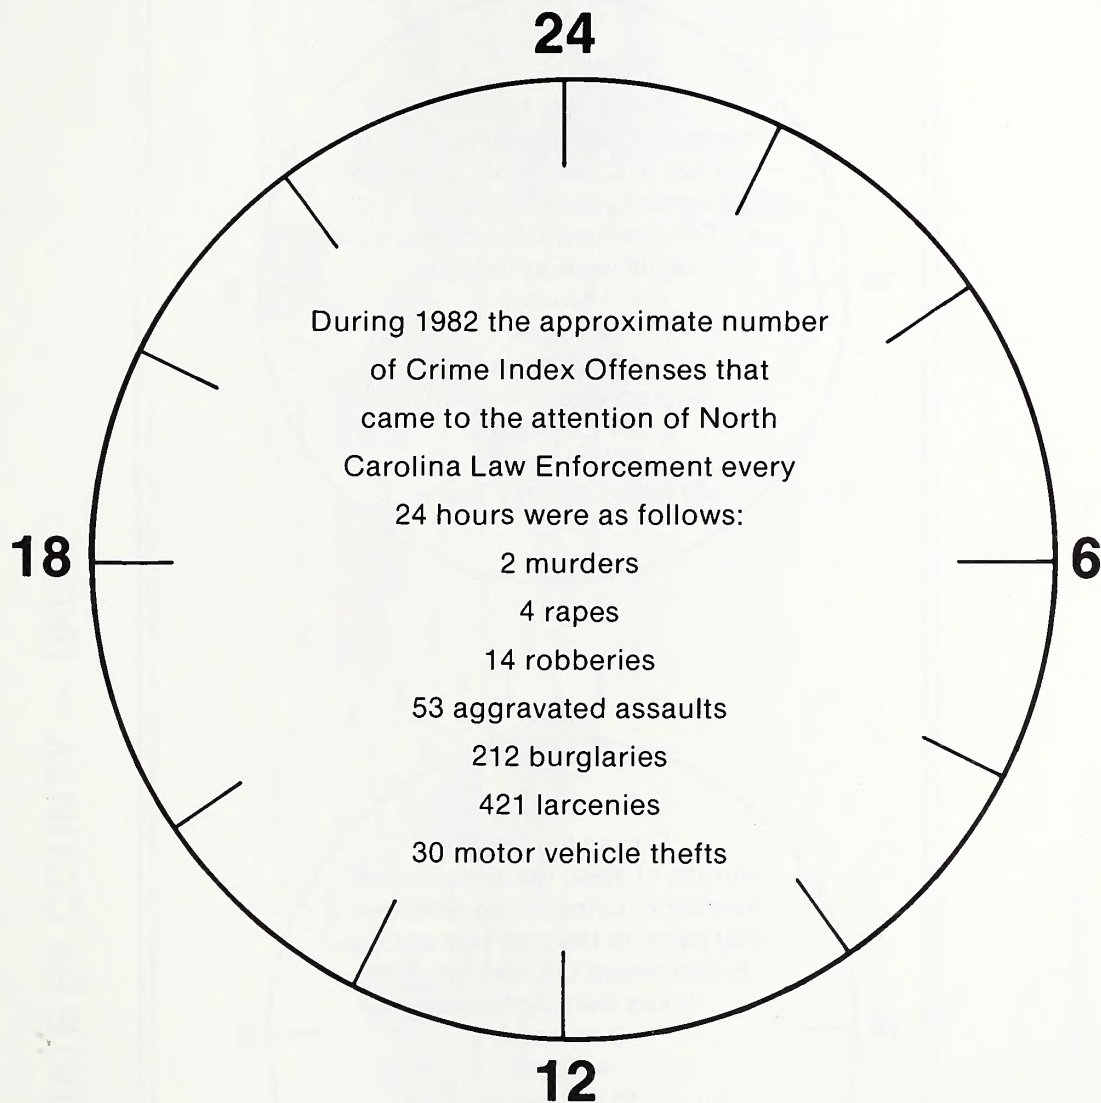 24
During 1982 the approximate number
of Crime Index Offenses that
came to the attention of North
Carolina Law Enforcement every
24 hours were as follows:
18
2 murders
6
4 rapes
14 robberies
53 aggravated assaults
212 burglaries
421 larcenies
30 motor vehicle thefts
12